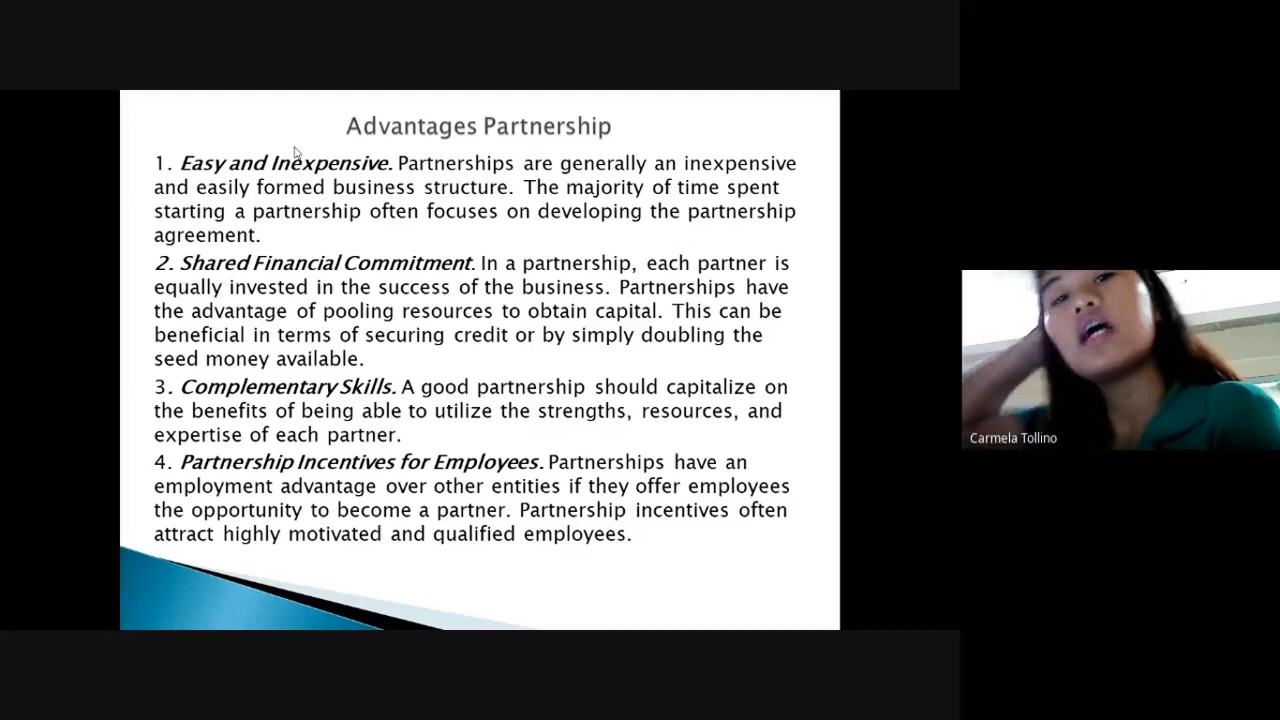 Advantages Partnership
1. Easy and Inexpensive. Partnerships are generally an inexpensive
and easily formed business structure. The majority of time spent
starting a partnership often focuses on developing the partnership
agreement.
2. Shared Financial Commitment. In a partnership, each partner is
equally invested in the success of the business. Partnerships have
the advantage of pooling resources to obtain capital. This can be
beneficial in terms of securing credit or by simply doubling the
seed money available.
3. Complementary Skills. A good partnership should capitalize on
the benefits of being able to utilize the strengths, resources, and
expertise of each partner.
4. Partnership Incentives for Employees. Partnerships have an
employment advantage over other entities if they offer employees
the opportunity to become a partner. Partnership incentives often
attract highly motivated and qualified employees.
Carmela Tollino